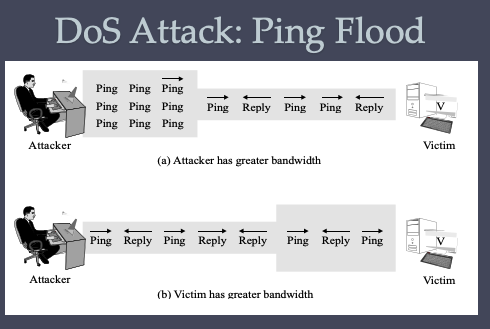 DoS Attack: Ping Flood
Ping Ping Ping
Ping Ping Ping
Ping Ping Ping
Ping Reply Ping Ping Reply
V
Attacker
Victim
(a) Attacker has greater bandwidth
Ping Reply Ping Reply Reply Ping Reply Ping
V
Attacker
Victim
(b) Victim has greater bandwidth